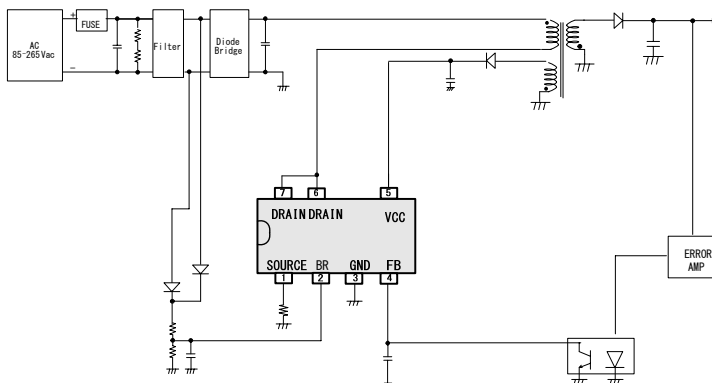 +
FUSE
AC
85-265Vac
-
Filter
Diode
Bridge
7
6
5
DRAIN DRAIN
VCC
SOURCE BR GND FB
1
2
3
4
ERROR
AMP